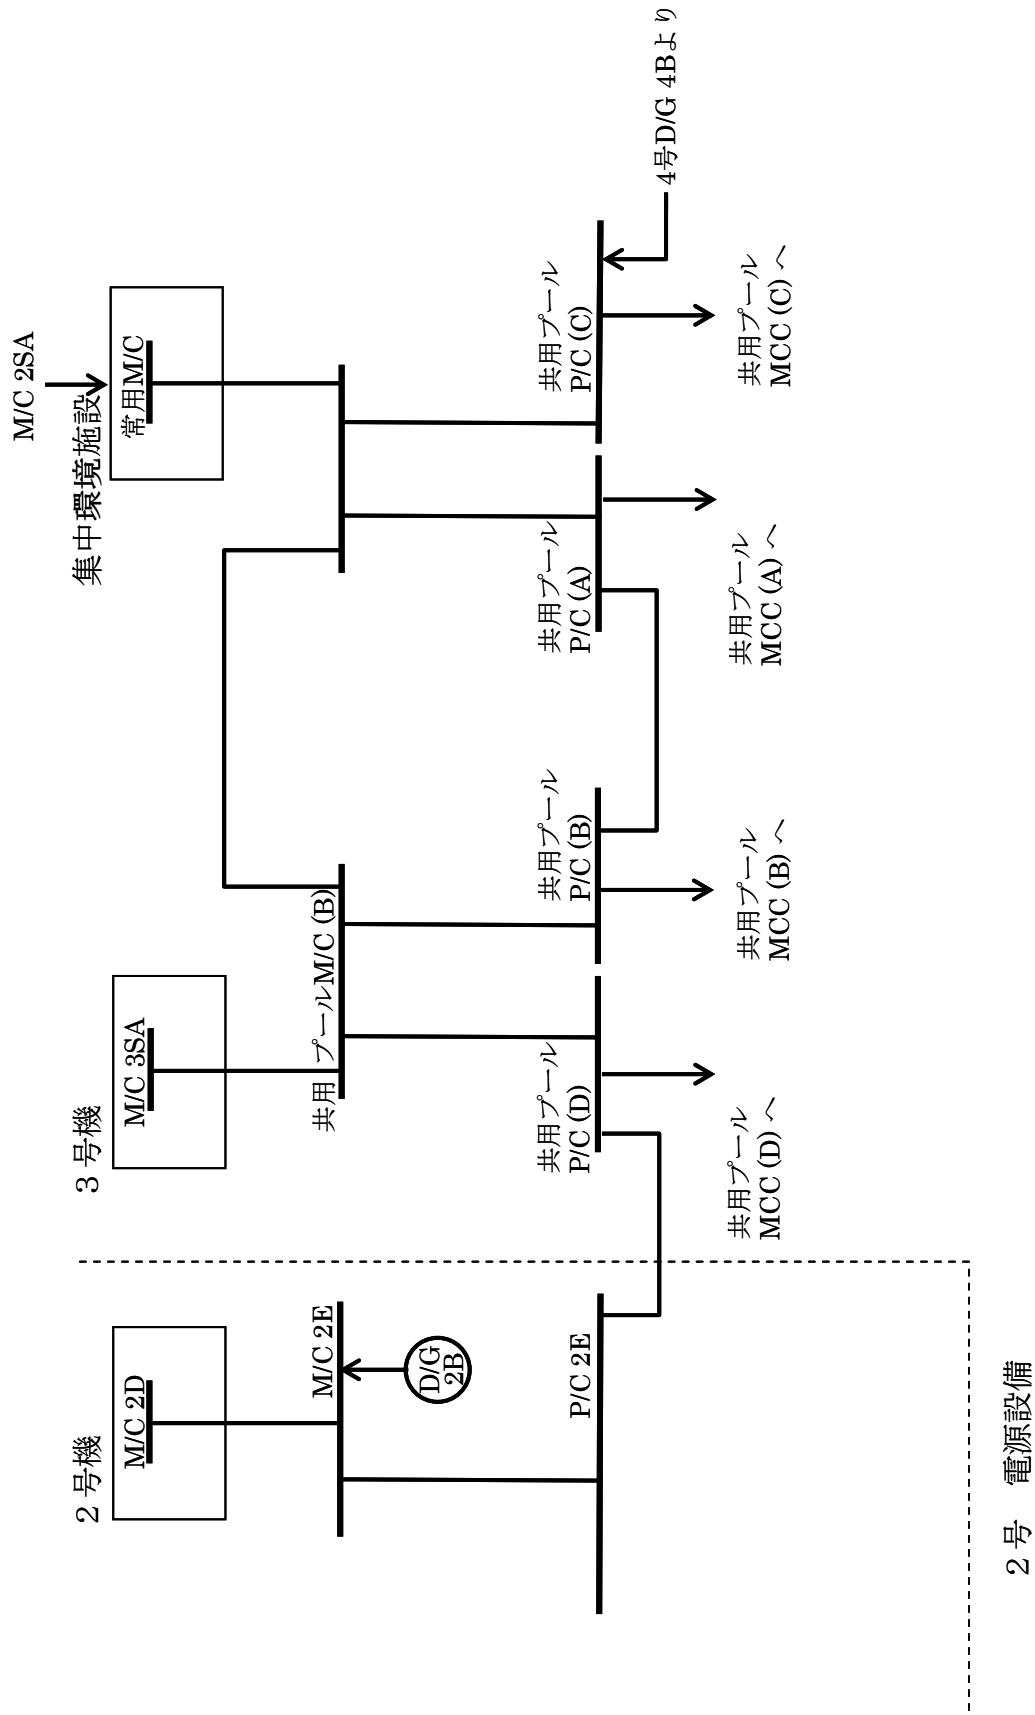 M/C 2SA
集中環境施設
常用M/C
3号機
M/C 3SA
2号機
M/C 2D
共用 プールM/C (B)
M/C 2E
D/G
2B
4号D/G 4Bより
共用プール
P/C (C)
共用プール
P/C (A)
共用プール
P/C (B)
共用プール
P/C (D)
P/C 2E
共用プール
MCC (C) へ
共用プール
MCC (A) へ
共用プール
MCC (B) へ
共用プール
MCC (D) へ
2号 電源設備